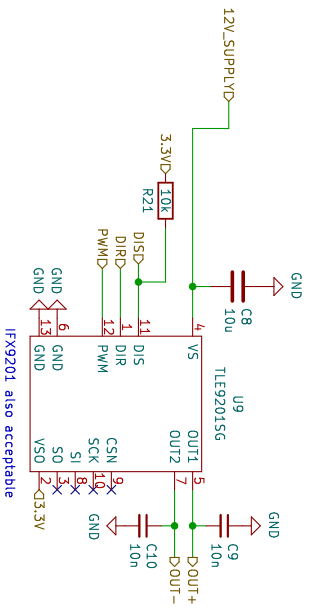 12V_SUPPLY
3.3V
R21
10k
PWM
DIR
DIS
C8
10u
GND
GND
GND
13
6
12
1
11
4
GND
GND
PWM
DIR
DIS
VS
U9
TLE9201SG
VSO
SO
SI
SCK
CSN
OUT2
OUT1
2
3
8
10
9
7
5
3.3V
GND
C10
10n
C9
10n
GND
OUT-
OUT+
IFX9201 also acceptable